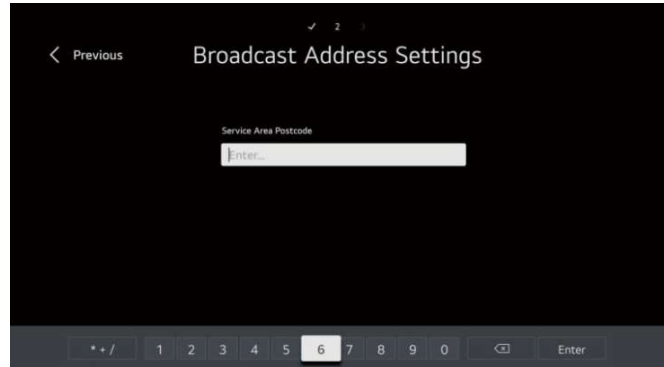 ✓ 2 3
Previous
Broadcast Address Settings
Service Area Postcode
Enter...
* + / 1 2 3 4 5 6 7 8 9 0 Enter